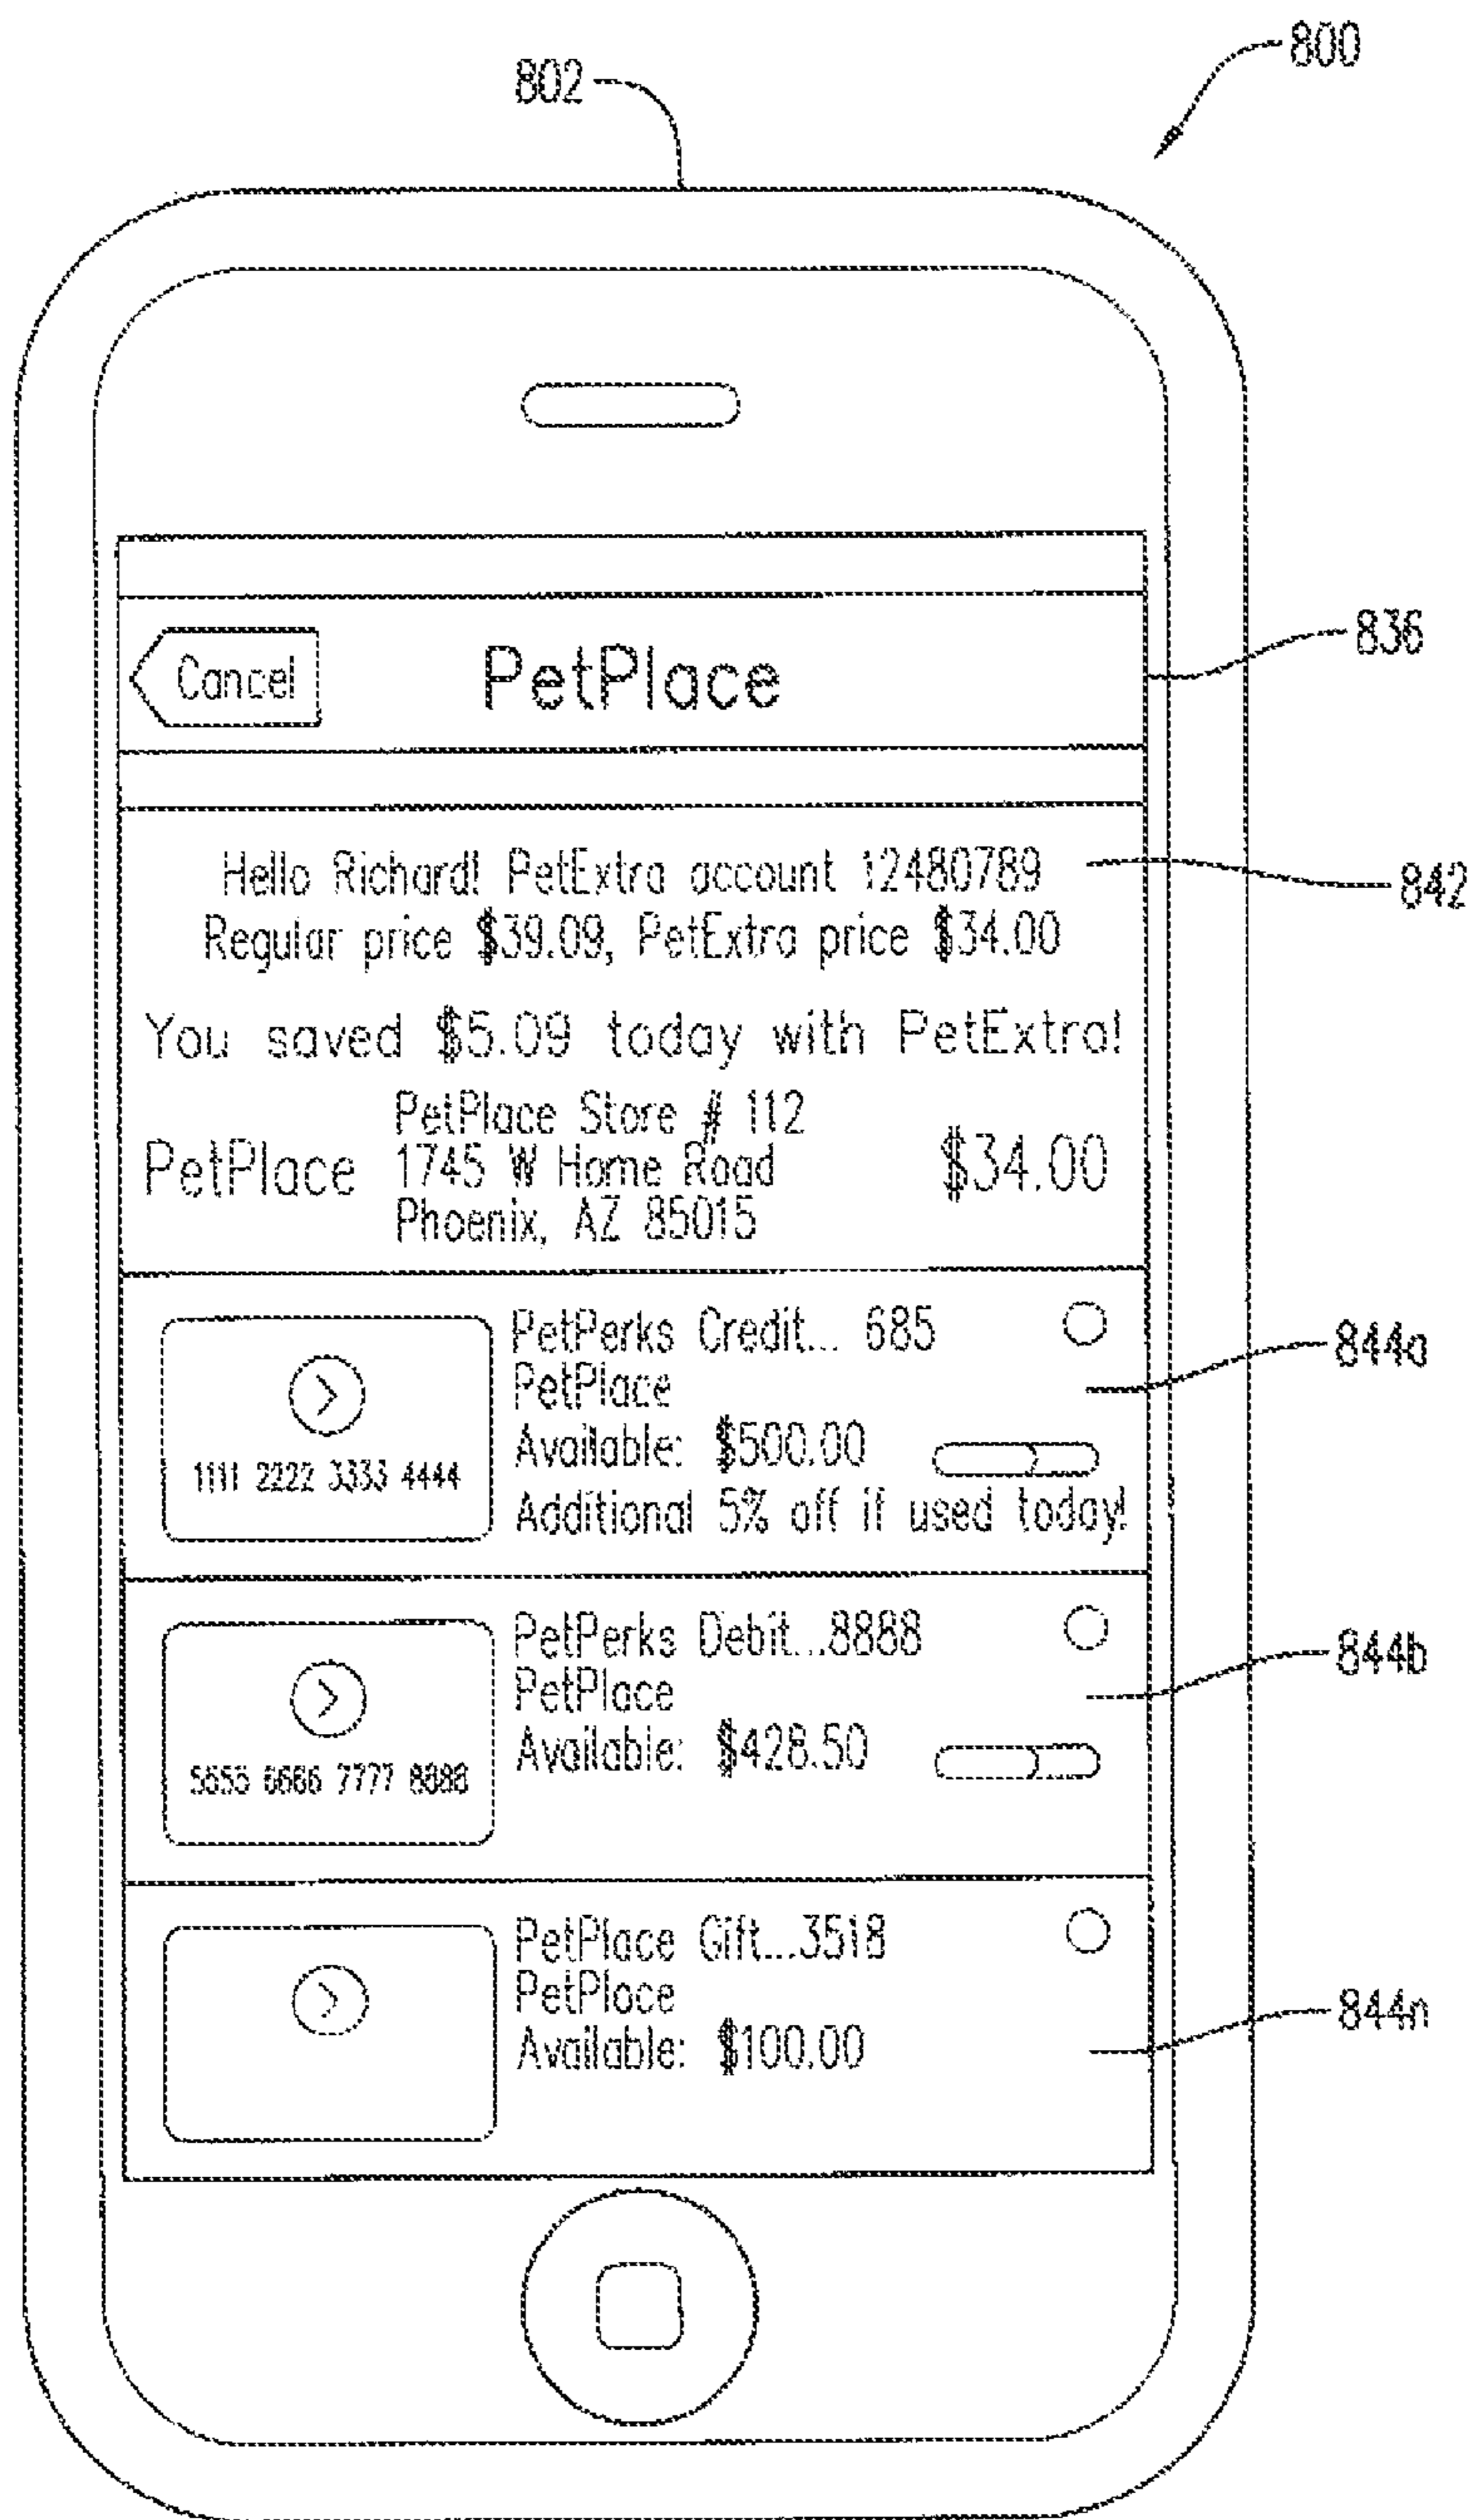 800
802
Cancel
PetPlace
836
Hello Richard! PetExtra account 12480789
842
Regular price $39.09, PetExtra price $34.00
You saved $5.09 today with PetExtra!
PetPlace
PetPlace Store # 112
1745 W Home Road
Phoenix, AZ 85015
$34.00
1111 2222 3333 4444
PetPerks Credit... 685
PetPlace
Available: $500.00
Additional 5% off if used today!
844a
5555 6666 7777 8888
PetPerks Debit...8888
PetPlace
Available: $428.50
844b
PetPlace Gift...3518
PetPlace
Available: $100.00
844n